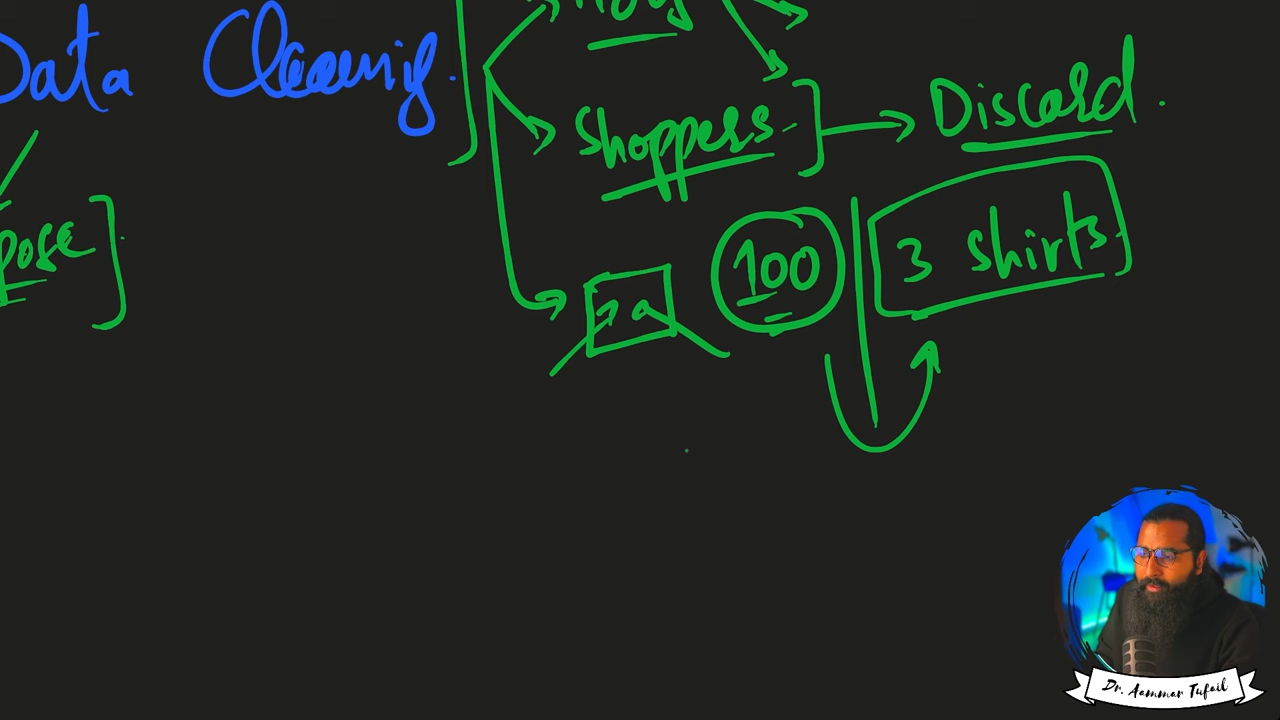 Data Cleaning.
Shoppers
Discard.
pose
100
3 shirts
Dr. Aammar Tufail